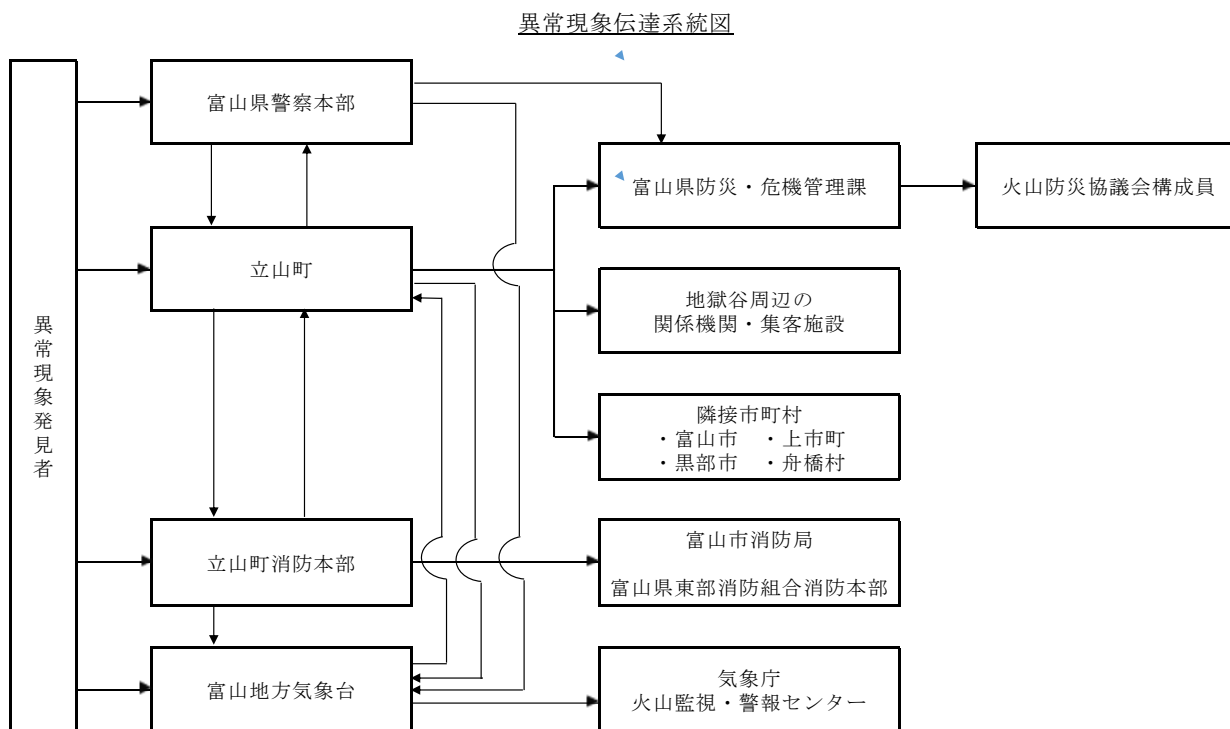 異常現象伝達系統図
異常現象発見者
富山県警察本部
富山県防災・危機管理課
火山防災協議会構成員
立山町
地獄谷周辺の
関係機関・集客施設
隣接市町村
・富山市　・上市町
・黒部市　・舟橋村
立山町消防本部
富山市消防局
富山県東部消防組合消防本部
富山地方気象台
気象庁
火山監視・警報センター